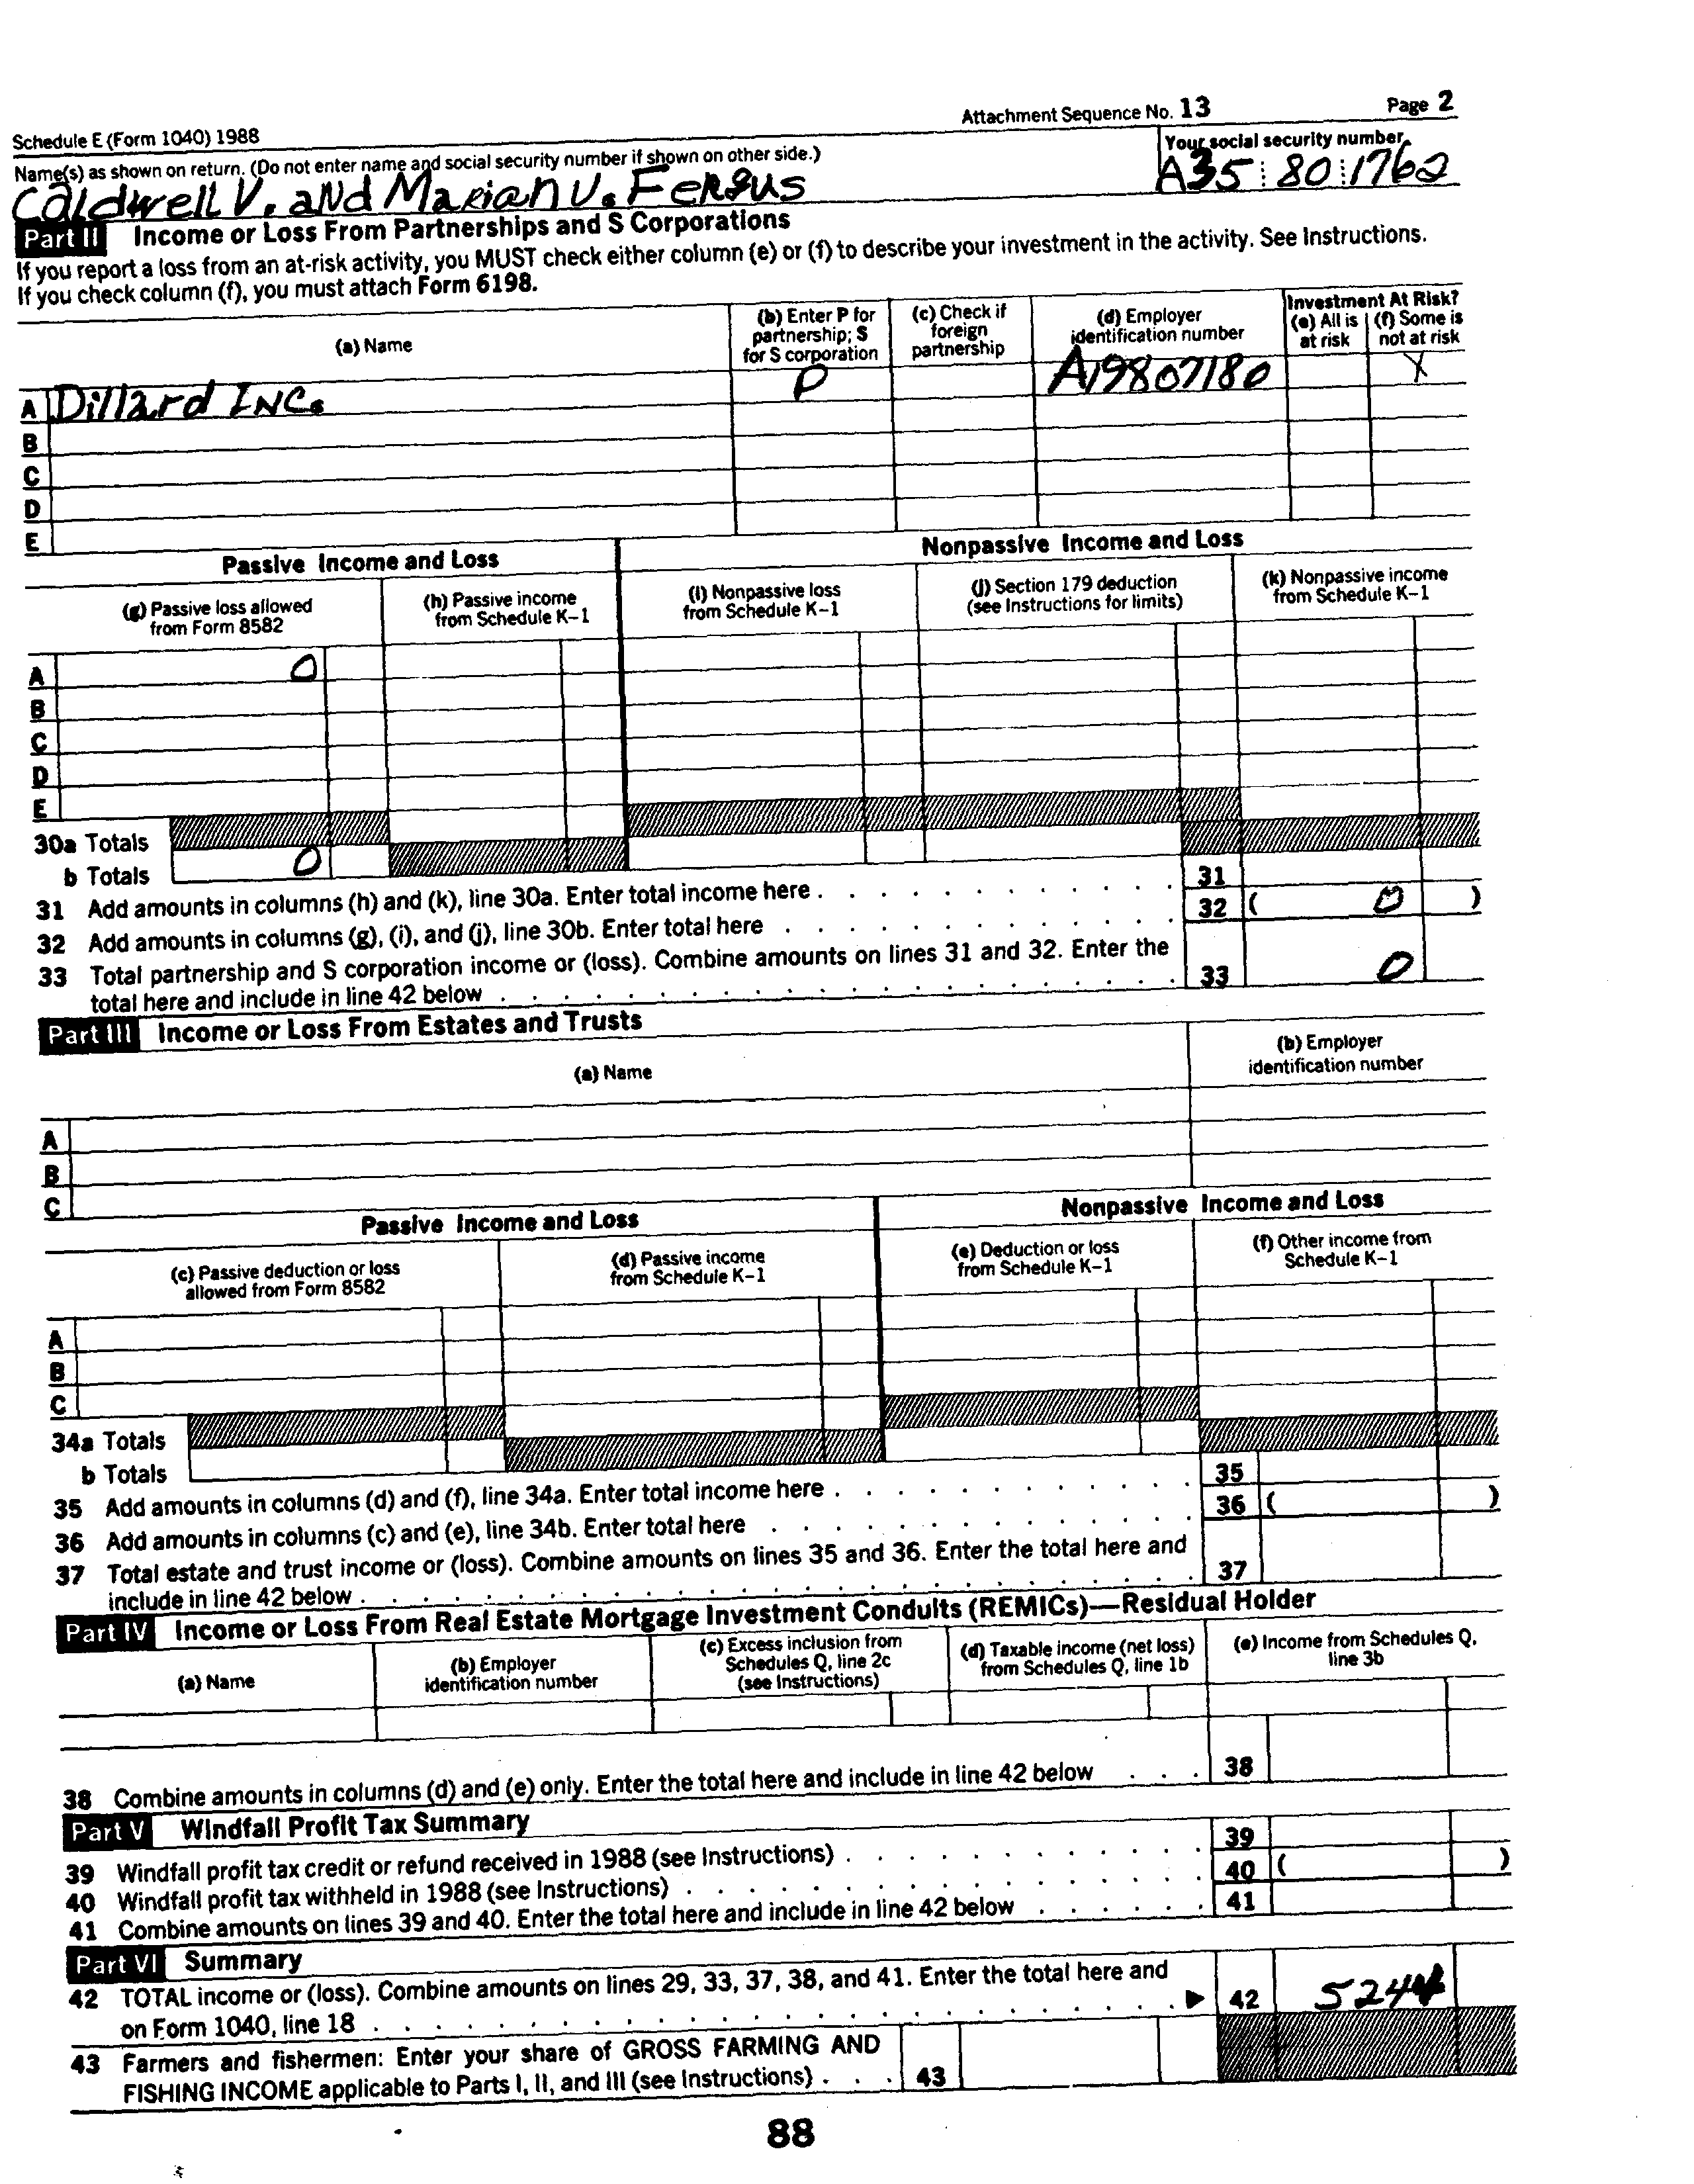 Attachment Sequence No. 13 Page 2
Schedule E (Form 1040) 1988
Name(s) as shown on return. (Do not enter name and social security number if shown on other side.) Your social security number
Caldwell V. and Marian U. Fergus A35 80 1762
Part II Income or Loss From Partnerships and S Corporations
If you report a loss from an at-risk activity, you MUST check either column (e) or (f) to describe your investment in the activity. See Instructions.
If you check column (f), you must attach Form 6198.
(a) Name
(b) Enter P for partnership; S for S corporation
(c) Check if foreign partnership
(d) Employer identification number
Investment At Risk?
(e) All is at risk
(f) Some is not at risk
A Dillard INC. P A19807180 X
B
C
D
E
Passive Income and Loss Nonpassive Income and Loss
(g) Passive loss allowed from Form 8582
(h) Passive income from Schedule K-1
(i) Nonpassive loss from Schedule K-1
(j) Section 179 deduction (see Instructions for limits)
(k) Nonpassive income from Schedule K-1
A 0
B
C
D
E
30a Totals
b Totals 0
31 Add amounts in columns (h) and (k), line 30a. Enter total income here 31
32 Add amounts in columns (g), (i), and (j), line 30b. Enter total here 32 ( 0 )
33 Total partnership and S corporation income or (loss). Combine amounts on lines 31 and 32. Enter the
total here and include in line 42 below 33 0
Part III Income or Loss From Estates and Trusts
(a) Name
(b) Employer identification number
A
B
C
Passive Income and Loss Nonpassive Income and Loss
(c) Passive deduction or loss allowed from Form 8582
(d) Passive income from Schedule K-1
(e) Deduction or loss from Schedule K-1
(f) Other income from Schedule K-1
A
B
C
34a Totals
b Totals
35 Add amounts in columns (d) and (f), line 34a. Enter total income here 35
36 Add amounts in columns (c) and (e), line 34b. Enter total here 36 ( )
37 Total estate and trust income or (loss). Combine amounts on lines 35 and 36. Enter the total here and
include in line 42 below 37
Part IV Income or Loss From Real Estate Mortgage Investment Conduits (REMICs)—Residual Holder
(a) Name
(b) Employer identification number
(c) Excess inclusion from Schedules Q, line 2c (see Instructions)
(d) Taxable income (net loss) from Schedules Q, line 1b
(e) Income from Schedules Q, line 3b
38 Combine amounts in columns (d) and (e) only. Enter the total here and include in line 42 below 38
Part V Windfall Profit Tax Summary
39 Windfall profit tax credit or refund received in 1988 (see Instructions) 39
40 Windfall profit tax withheld in 1988 (see Instructions) 40 ( )
41 Combine amounts on lines 39 and 40. Enter the total here and include in line 42 below 41
Part VI Summary
42 TOTAL income or (loss). Combine amounts on lines 29, 33, 37, 38, and 41. Enter the total here and
on Form 1040, line 18 42 5244
43 Farmers and fishermen: Enter your share of GROSS FARMING AND
FISHING INCOME applicable to Parts I, II, and III (see Instructions) 43
88